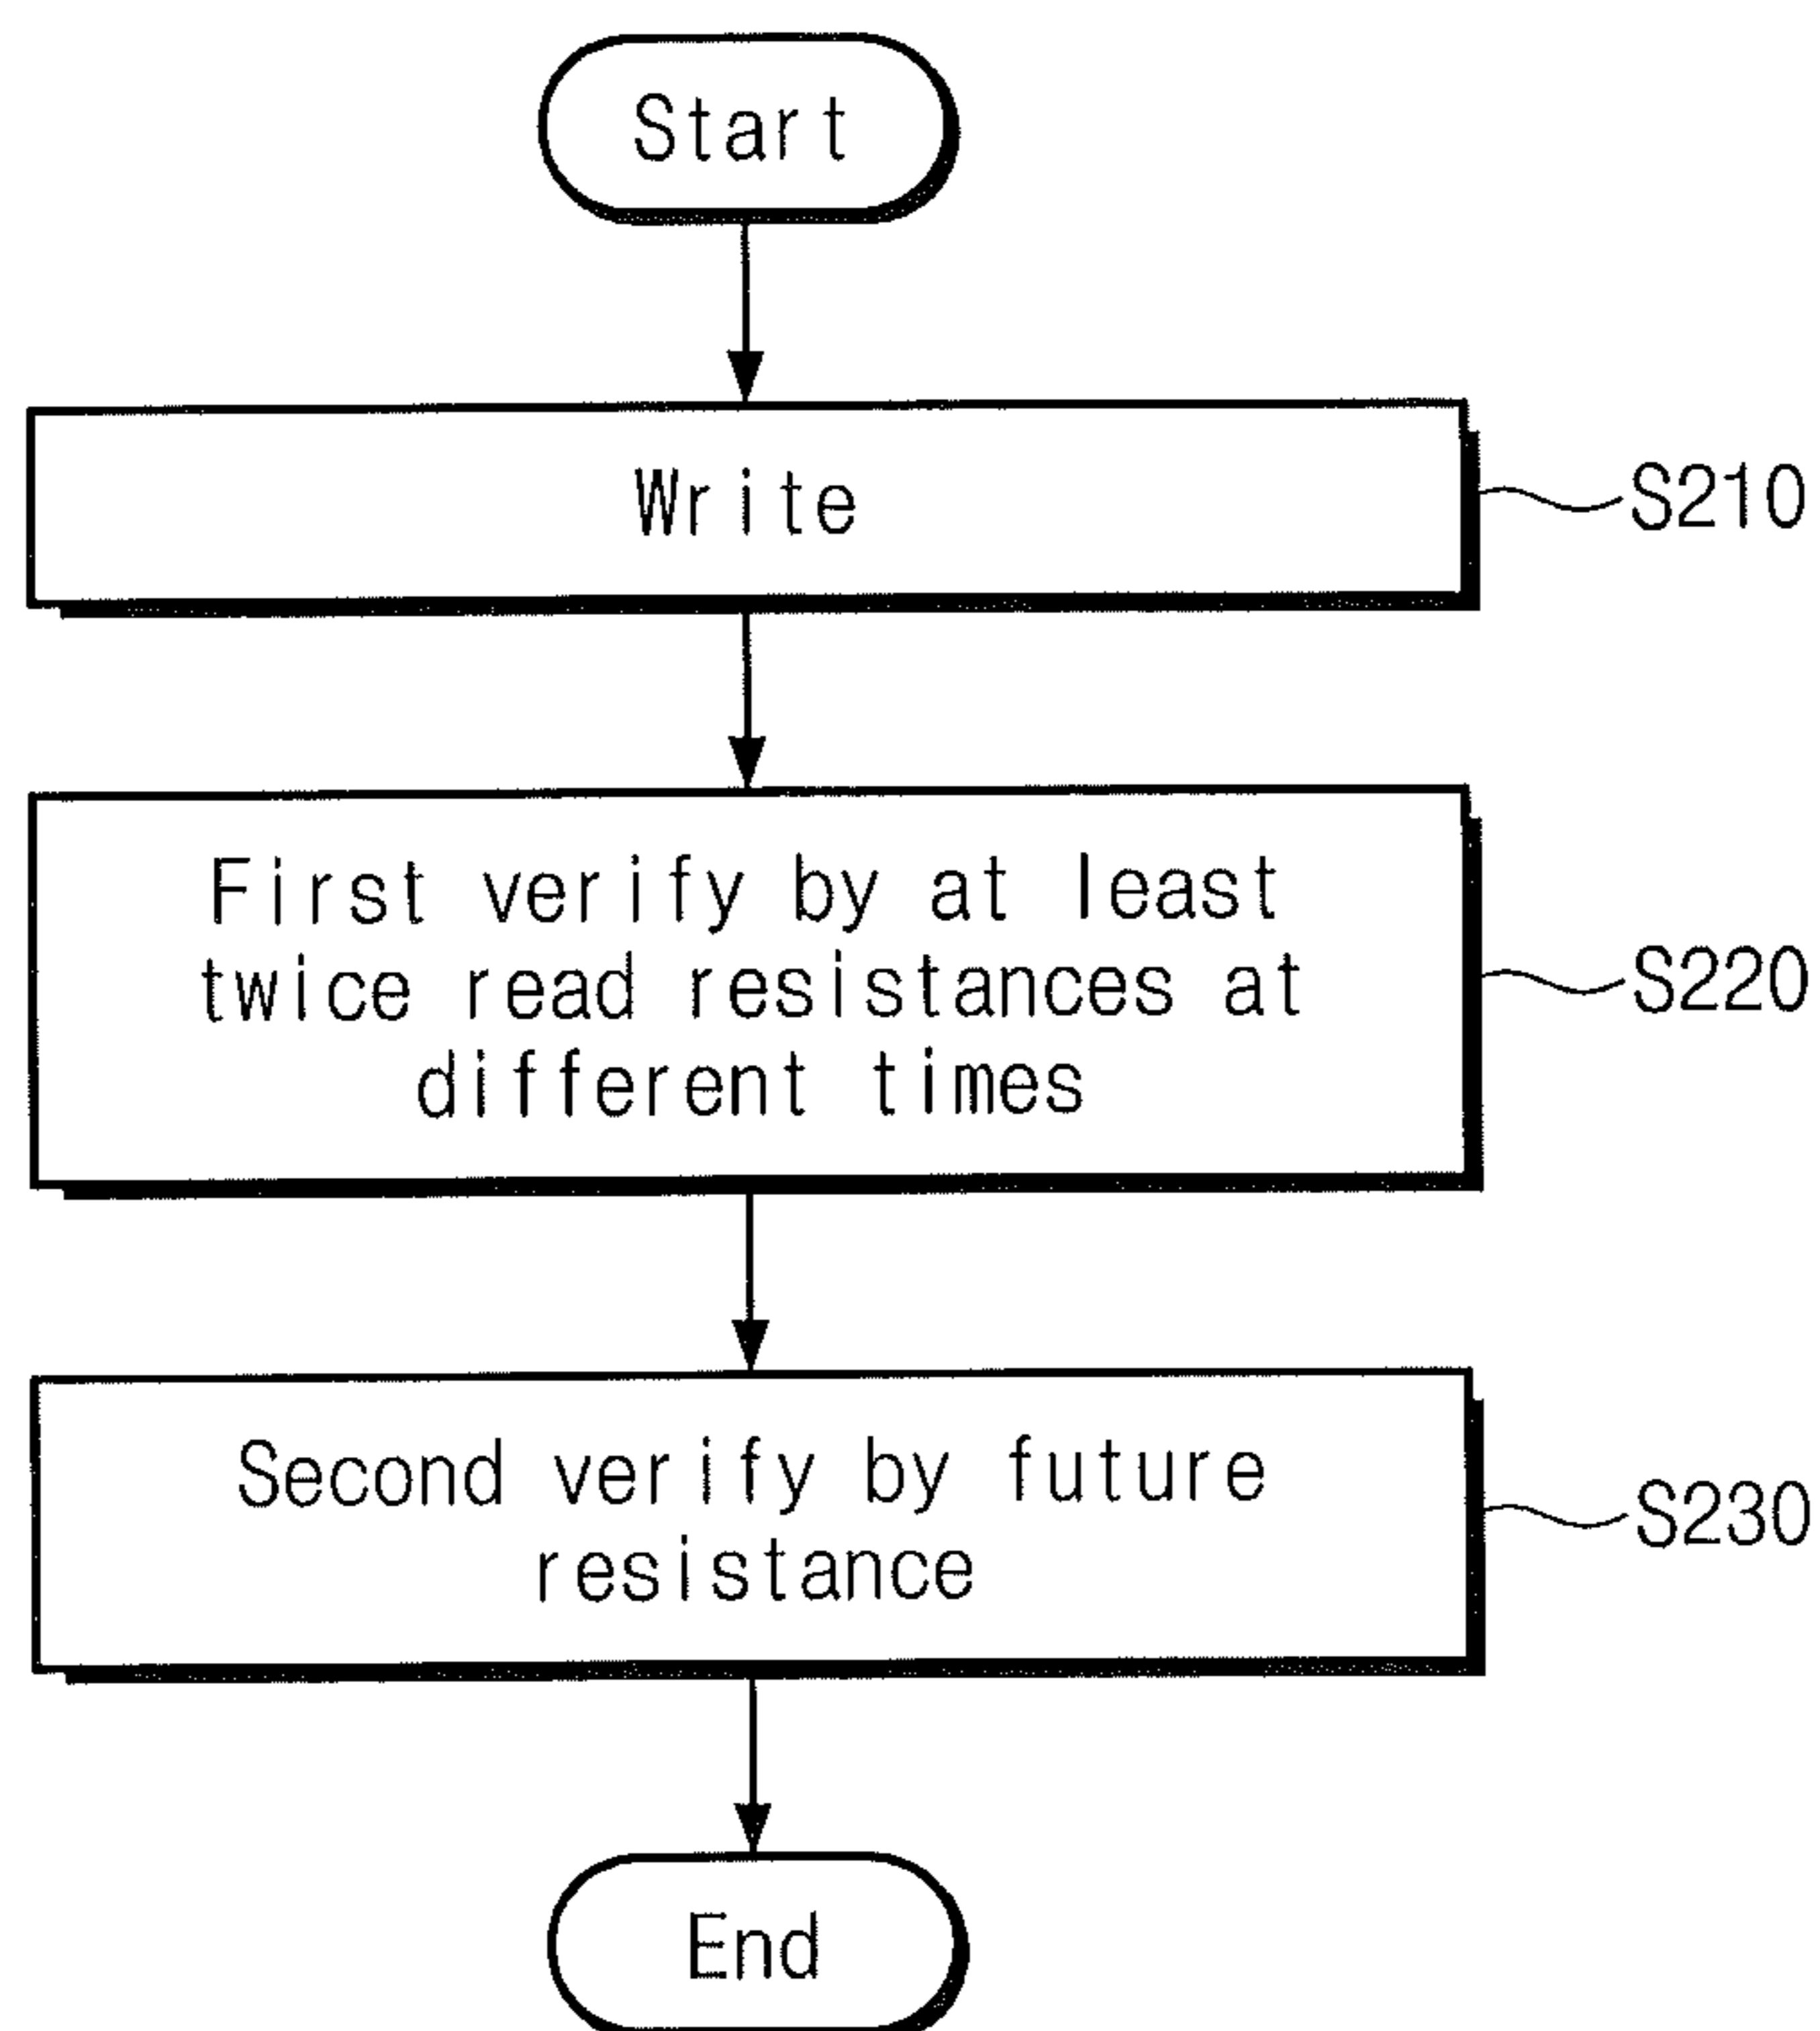 Start
Write
S210
First verify by at least
twice read resistances at
different times
S220
Second verify by future
resistance
S230
End